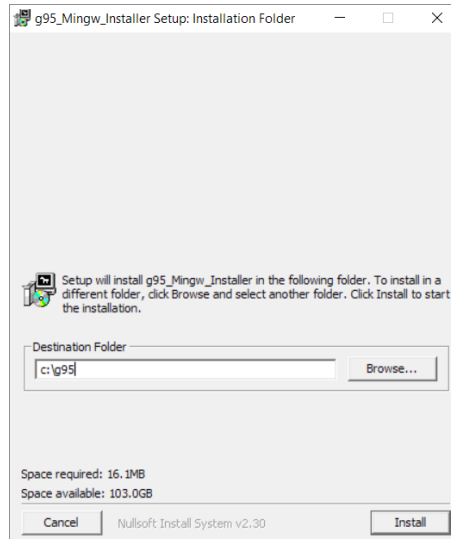 g95_Mingw_Installer Setup: Installation Folder
Setup will install g95_Mingw_Installer in the following folder. To install in a
different folder, click Browse and select another folder. Click Install to start
the installation.
Destination Folder
c:\g95
Browse...
Space required: 16.1MB
Space available: 103.0GB
Cancel
Nullsoft Install System v2.30
Install